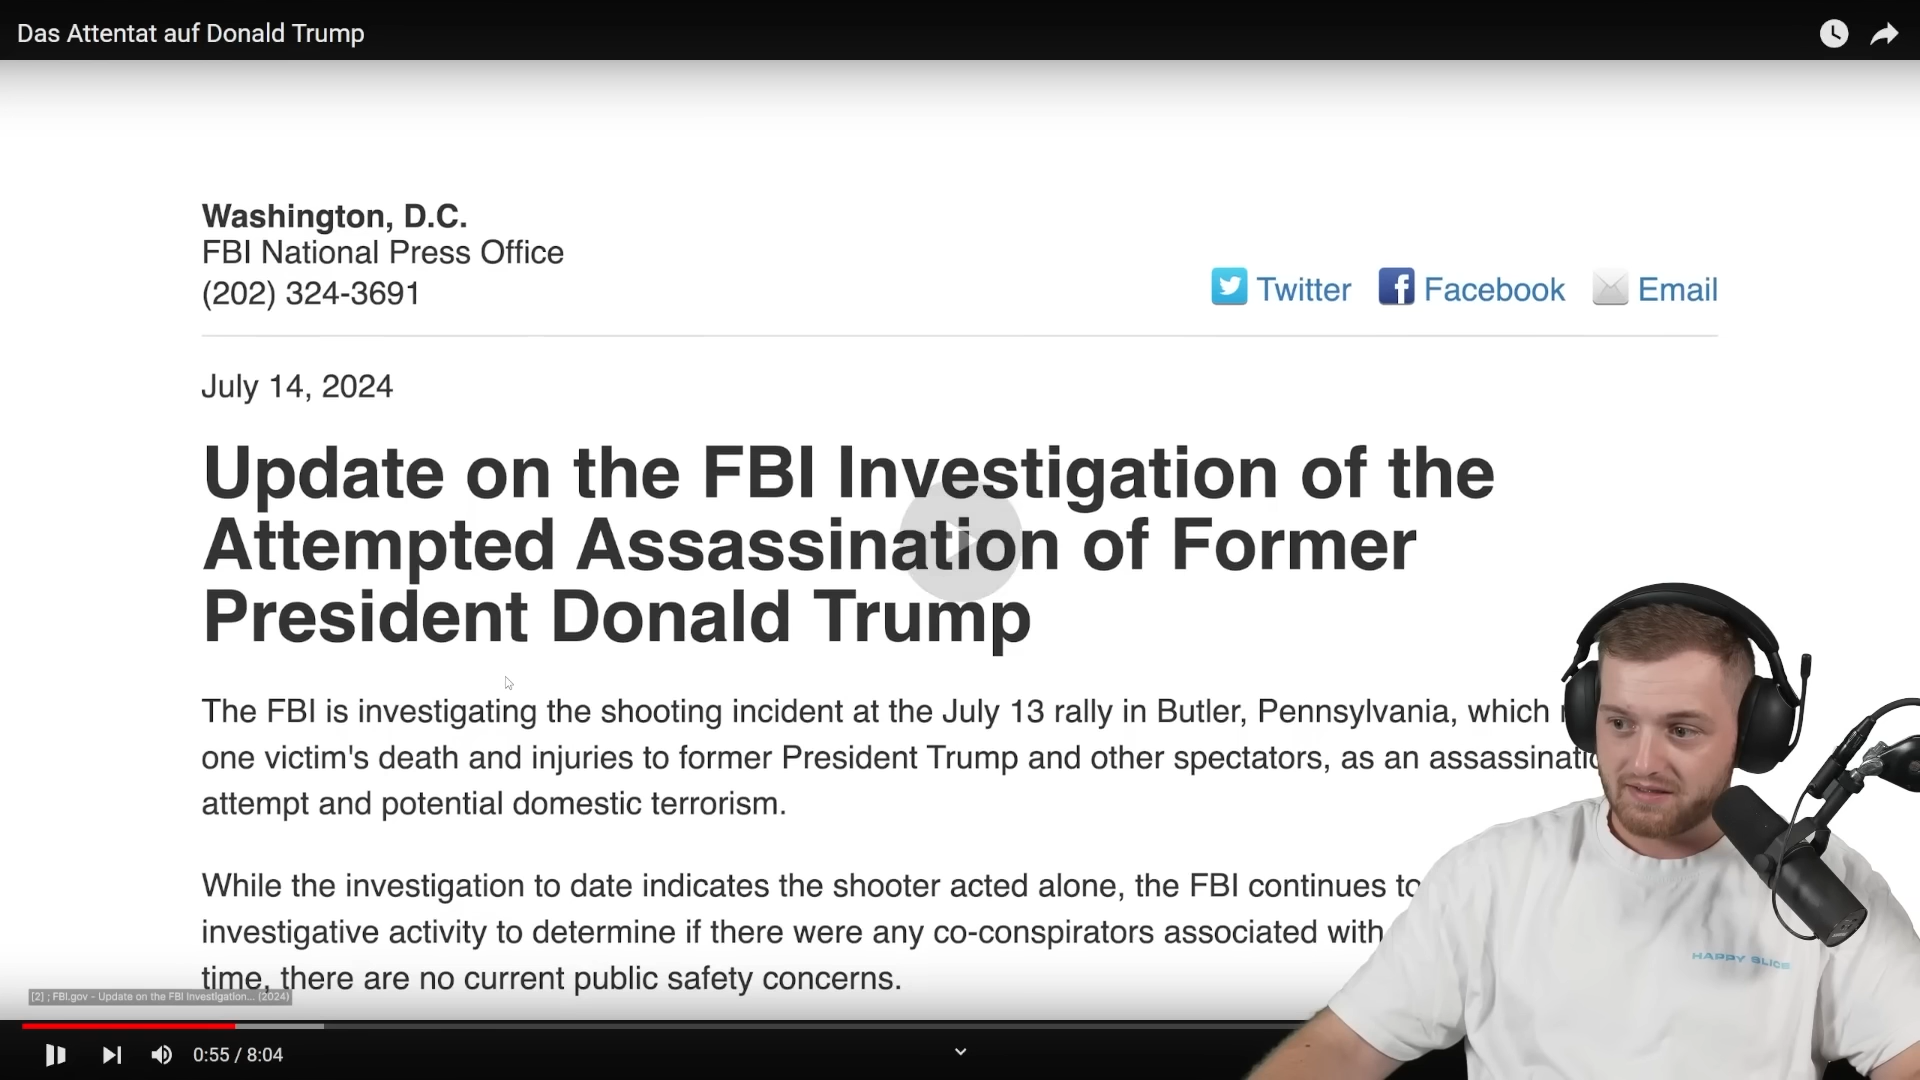 Das Attentat auf Donald Trump
Washington, D.C.
FBI National Press Office
(202) 324-3691
Twitter Facebook Email
July 14, 2024
Update on the FBI Investigation of the
Attempted Assassination of Former
President Donald Trump
The FBI is investigating the shooting incident at the July 13 rally in Butler, Pennsylvania, which
one victim's death and injuries to former President Trump and other spectators, as an
attempt and potential domestic terrorism.
While the investigation to date indicates the shooter acted alone, the FBI continues to
investigative activity to determine if there were any co-conspirators associated with
time, there are no current public safety concerns.
[2] ; FBI.gov - Update on the FBI Investigation... (2024)
HAPPY SLICE
0:55 / 8:04